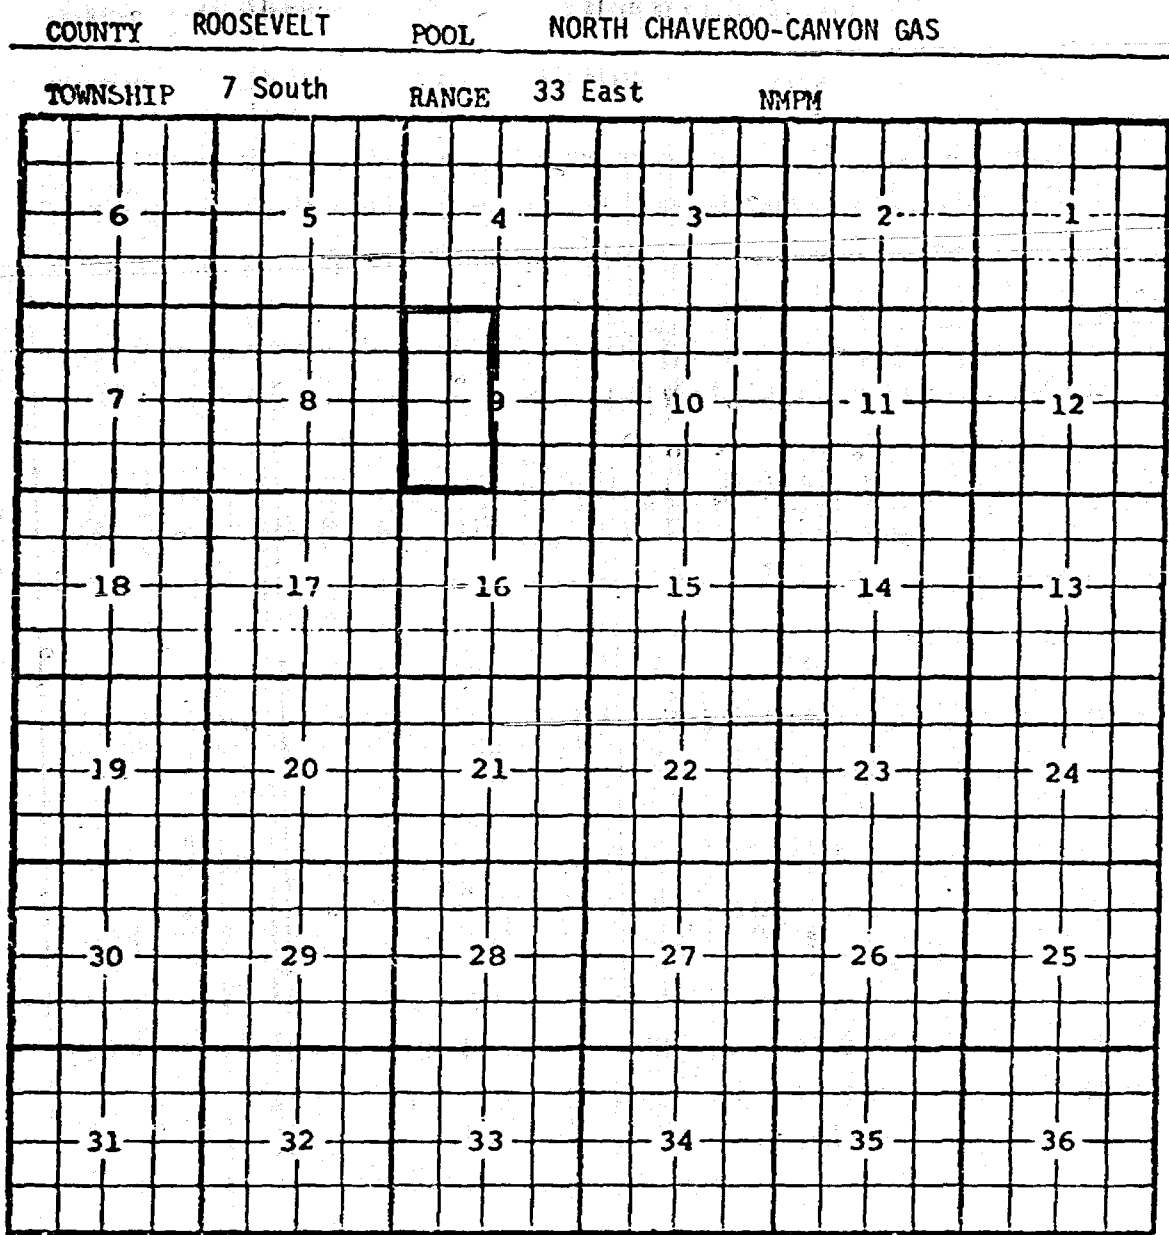 COUNTY ROOSEVELT POOL NORTH CHAVEROO-CANYON GAS
TOWNSHIP 7 South RANGE 33 East NMPM
6 5 4 3 2 1
7 8 9 10 11 12
18 17 16 15 14 13
19 20 21 22 23 24
30 29 28 27 26 25
31 32 33 34 35 36